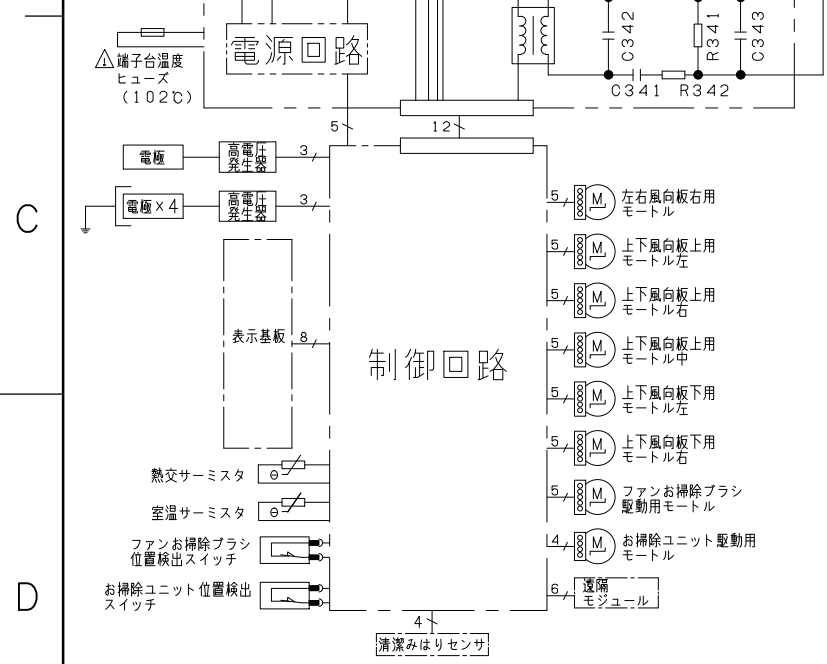 電源回路
⚠端子台温度
ヒューズ
(102℃)
C342
R341
C343
C341
R342
5
12
電極
高電圧
発生器
3
電極×4
高電圧
発生器
3
C
表示基板
8
制御回路
5
M
左右風向板右用
モートル
5
M
上下風向板上用
モートル左
5
M
上下風向板上用
モートル右
5
M
上下風向板上用
モートル中
5
M
上下風向板下用
モートル左
5
M
上下風向板下用
モートル右
5
M
ファンお掃除ブラシ
駆動用モートル
4
M
お掃除ユニット駆動用
モートル
6
遠隔
モジュール
熱交サーミスタ
θ
室温サーミスタ
θ
ファンお掃除ブラシ
位置検出スイッチ
お掃除ユニット位置検出
スイッチ
D
4
清潔みはりセンサ